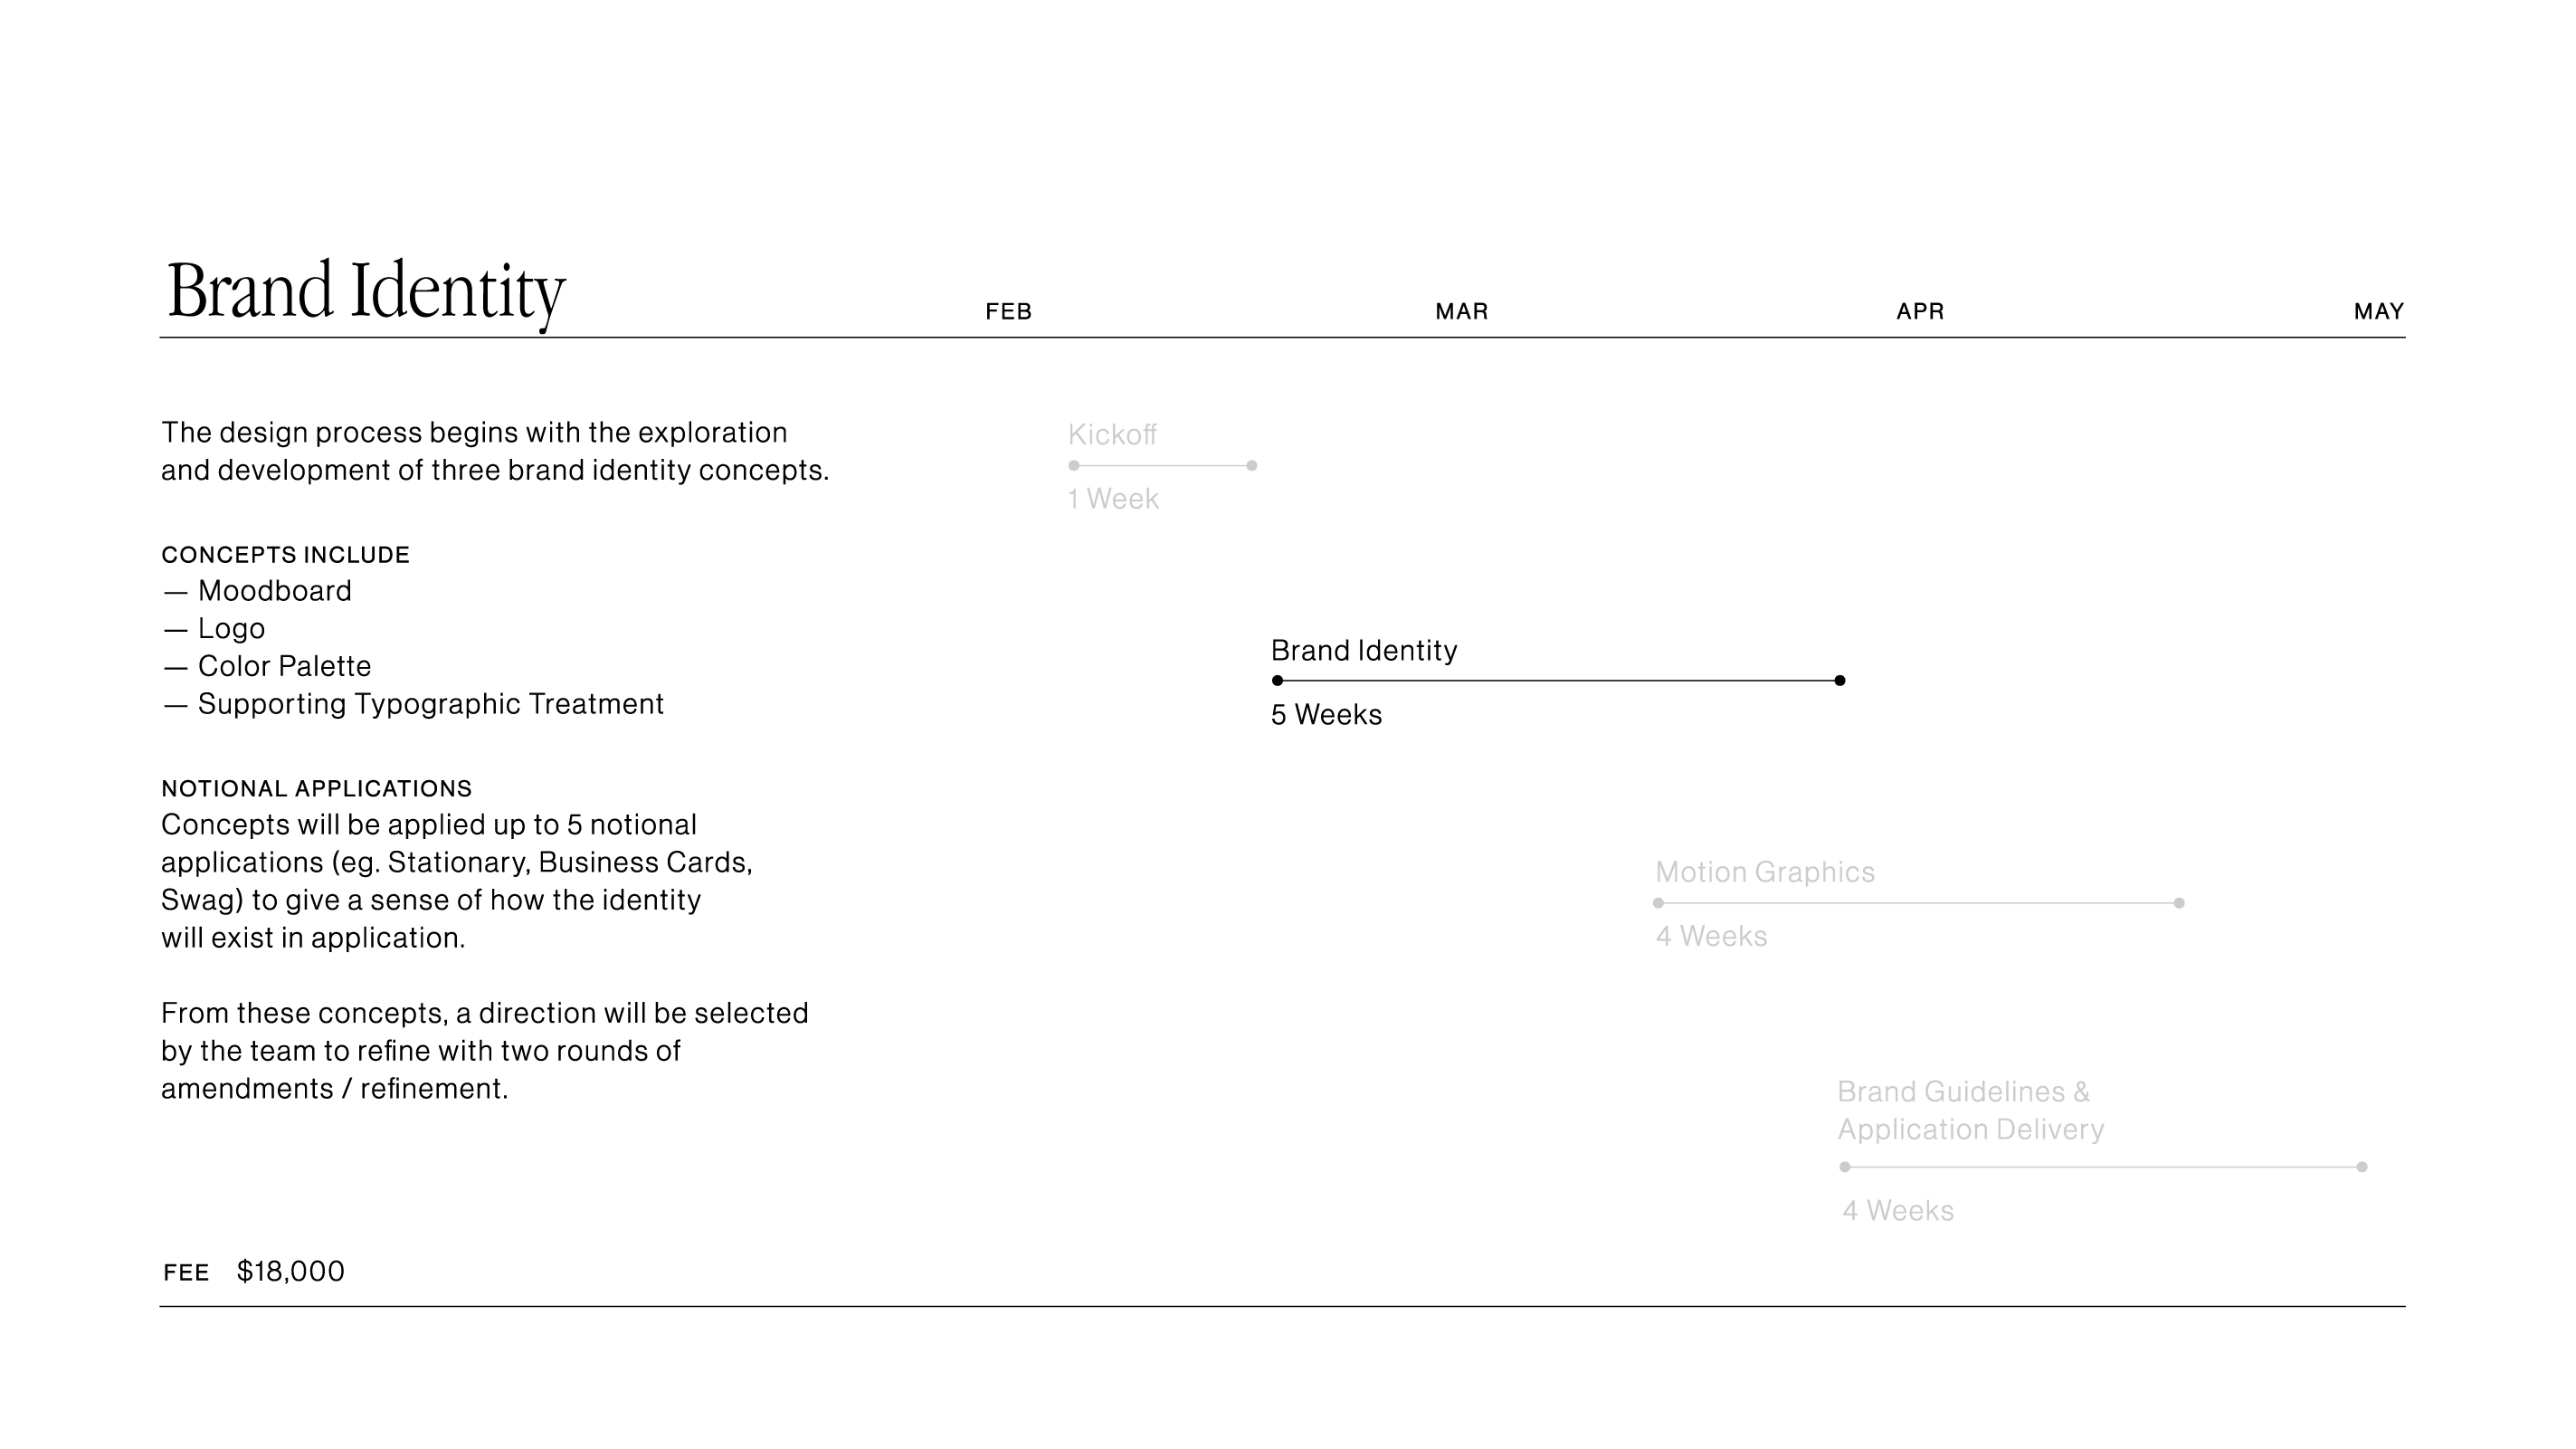 Brand Identity
FEB MAR APR MAY
The design process begins with the exploration
and development of three brand identity concepts.
CONCEPTS INCLUDE
— Moodboard
— Logo
— Color Palette
— Supporting Typographic Treatment
NOTIONAL APPLICATIONS
Concepts will be applied up to 5 notional
applications (eg. Stationary, Business Cards,
Swag) to give a sense of how the identity
will exist in application.
From these concepts, a direction will be selected
by the team to refine with two rounds of
amendments / refinement.
FEE $18,000
Kickoff
1 Week
Brand Identity
5 Weeks
Motion Graphics
4 Weeks
Brand Guidelines &
Application Delivery
4 Weeks